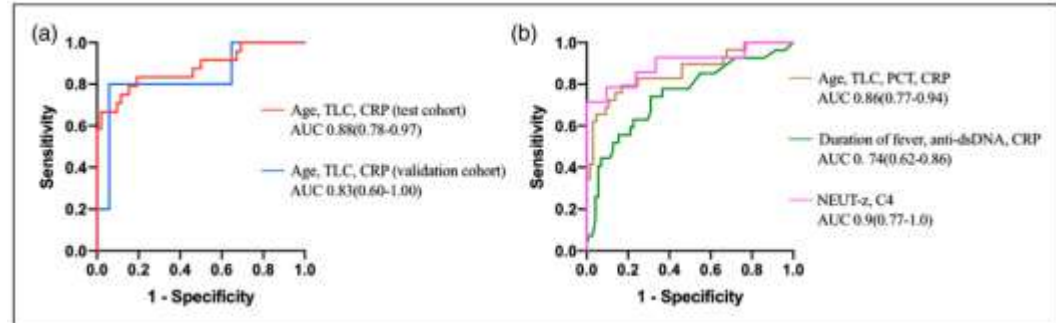 (a)
1.0
0.8
0.6
0.4
0.2
0.0
Sensitivity
0.0 0.2 0.4 0.6 0.8 1.0
1 - Specificity
Age, TLC, CRP (test cohort)
AUC 0.88(0.78-0.97)
Age, TLC, CRP (validation cohort)
AUC 0.83(0.60-1.00)
(b)
1.0
0.8
0.6
0.4
0.2
0.0
Sensitivity
0.0 0.2 0.4 0.6 0.8 1.0
1 - Specificity
Age, TLC, PCT, CRP
AUC 0.86(0.77-0.94)
Duration of fever, anti-dsDNA, CRP
AUC 0. 74(0.62-0.86)
NEUT-z, C4
AUC 0.9(0.77-1.0)